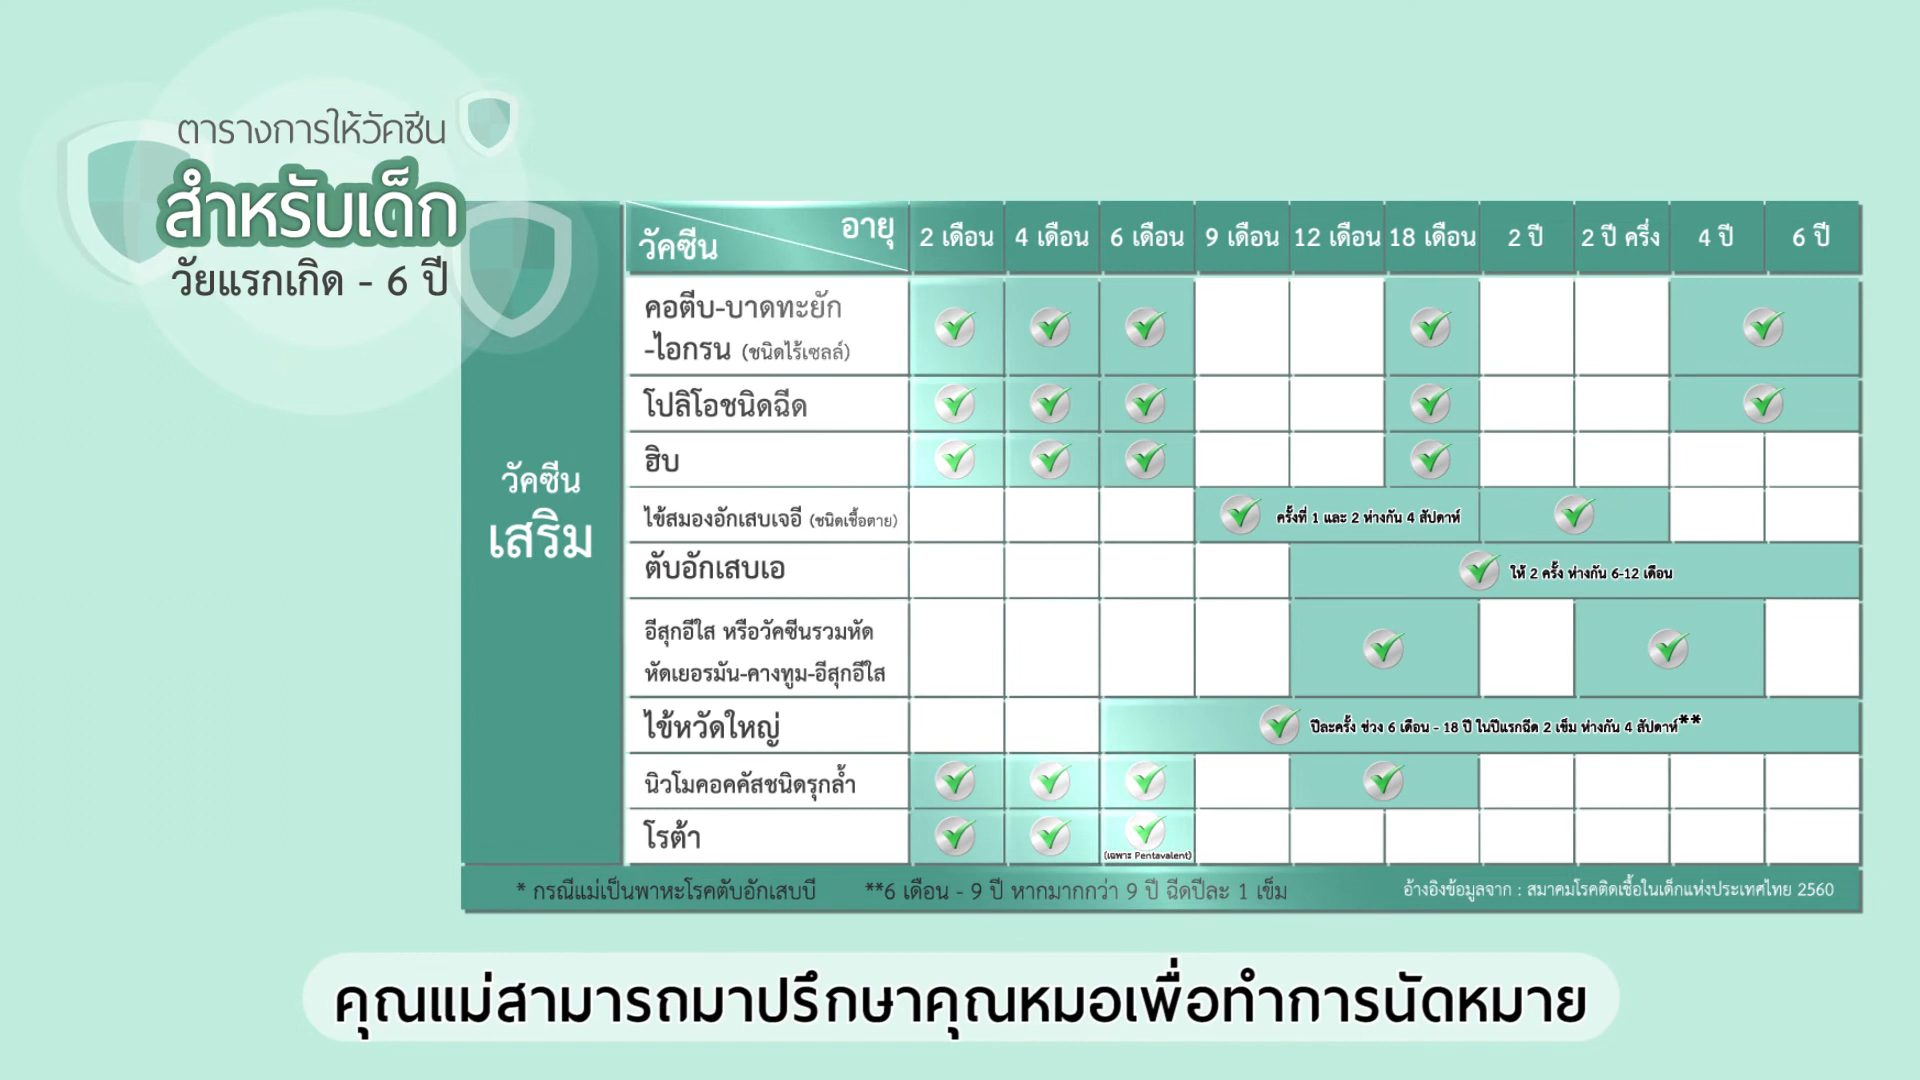 ตารางการให้วัคซีน
สำหรับเด็ก
วัยแรกเกิด - 6 ปี
วัคซีน
เสริม
วัคซีน อายุ 2 เดือน 4 เดือน 6 เดือน 9 เดือน 12 เดือน 18 เดือน 2 ปี 2 ปี ครึ่ง 4 ปี 6 ปี
คอตีบ-บาดทะยัก
-ไอกรน (ชนิดไร้เซลล์)
โปลิโอชนิดฉีด
ฮิบ
ไข้สมองอักเสบเจอี (ชนิดเชื้อตาย) ครั้งที่ 1 และ 2 ห่างกัน 4 สัปดาห์
ตับอักเสบเอ ให้ 2 ครั้ง ห่างกัน 6-12 เดือน
อีสุกอีใส หรือวัคซีนรวมหัด
หัดเยอรมัน-คางทูม-อีสุกอีใส
ไข้หวัดใหญ่ ปีละครั้ง ช่วง 6 เดือน - 18 ปี ในปีแรกฉีด 2 เข็ม ห่างกัน 4 สัปดาห์**
นิวโมคอคคัสชนิดรุกล้ำ
โรต้า (เฉพาะ Pentavalent)
* กรณีแม่เป็นพาหะโรคตับอักเสบบี **6 เดือน - 9 ปี หากมากกว่า 9 ปี ฉีดปีละ 1 เข็ม อ้างอิงข้อมูลจาก : สมาคมโรคติดเชื้อในเด็กแห่งประเทศไทย 2560
คุณแม่สามารถมาปรึกษาคุณหมอเพื่อทำการนัดหมาย